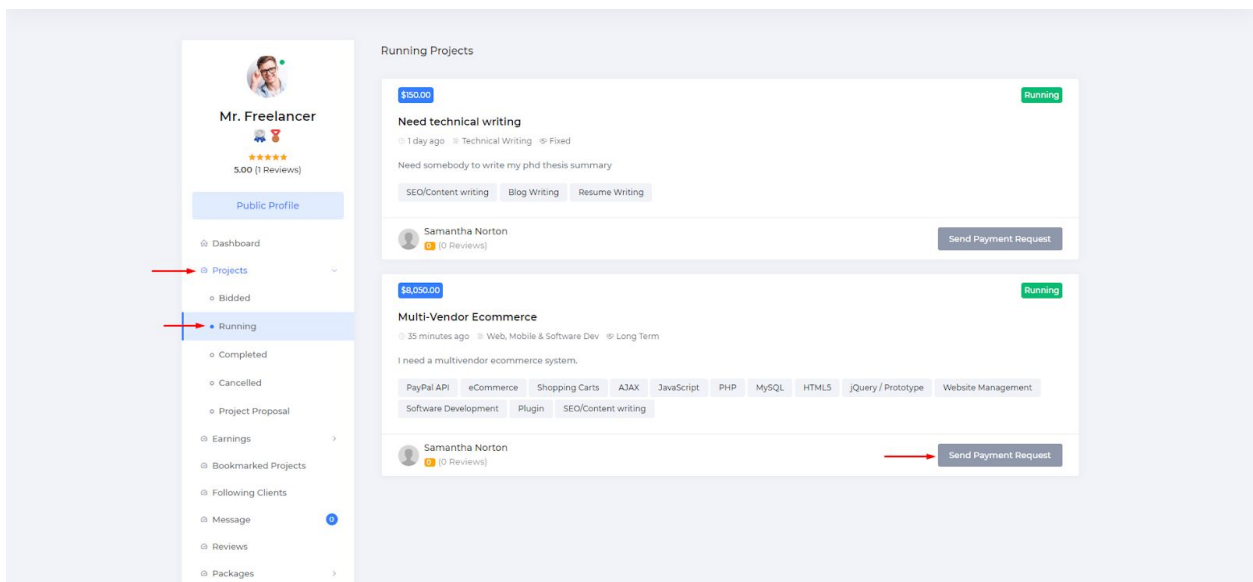 Mr. Freelancer
5.00 (1 Reviews)
Public Profile
Dashboard
Projects
Bidded
Running
Completed
Cancelled
Project Proposal
Earnings
Bookmarked Projects
Following Clients
Message 0
Reviews
Packages
Running Projects
$150.00 Running
Need technical writing
1 day ago Technical Writing Fixed
Need somebody to write my phd thesis summary
SEO/Content writing Blog Writing Resume Writing
Samantha Norton
0 (0 Reviews)
Send Payment Request
$8,050.00 Running
Multi-Vendor Ecommerce
35 minutes ago Web, Mobile & Software Dev Long Term
I need a multivendor ecommerce system.
PayPal API eCommerce Shopping Carts AJAX JavaScript PHP MySQL HTML5 jQuery / Prototype Website Management
Software Development Plugin SEO/Content writing
Samantha Norton
0 (0 Reviews)
Send Payment Request